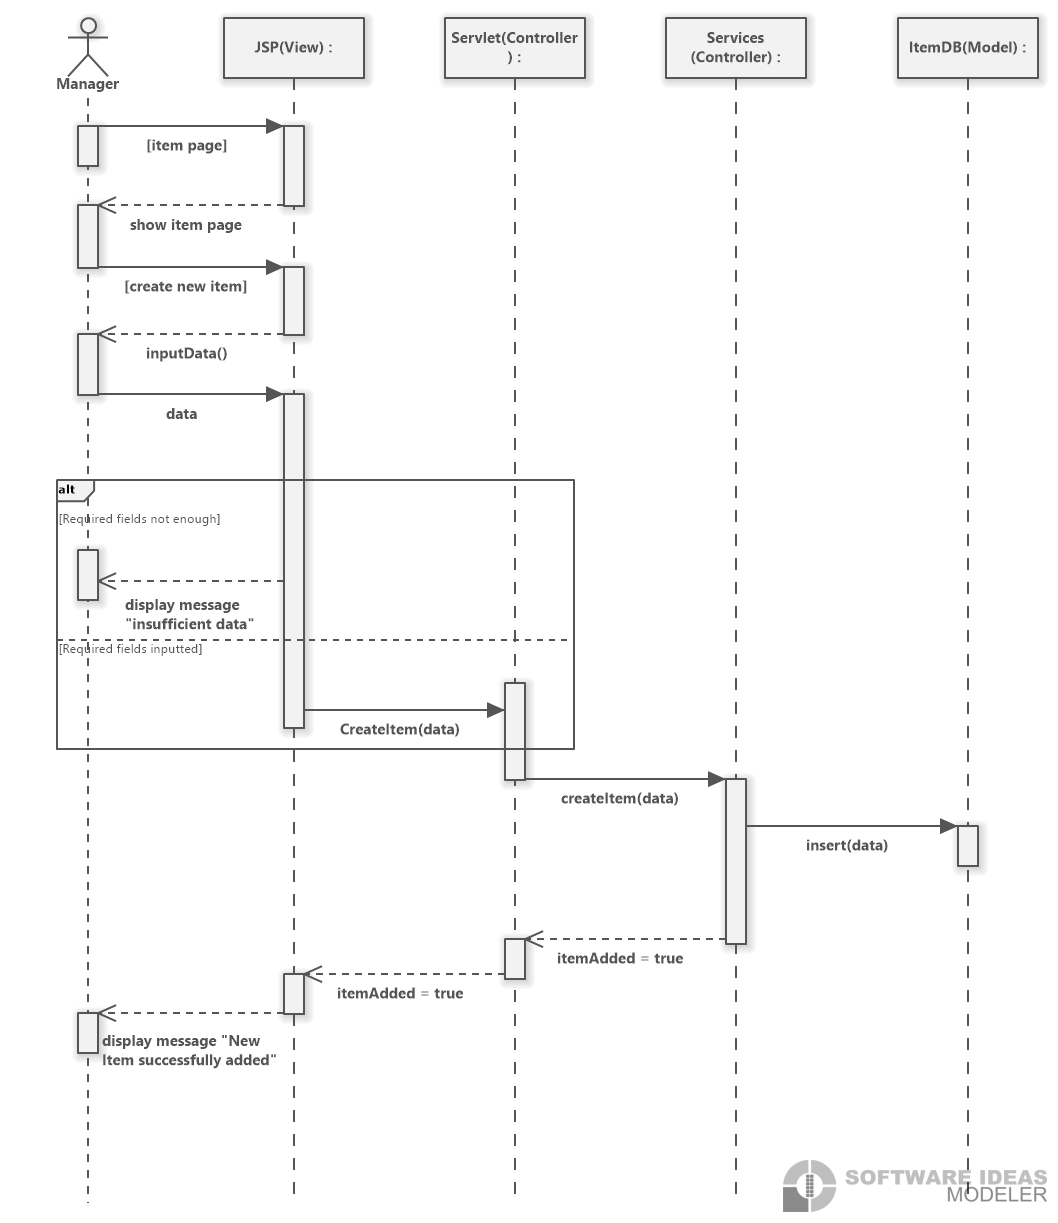 Manager
JSP(View) :
Servlet(Controller
) :
Services
(Controller) :
ItemDB(Model) :
[item page]
show item page
[create new item]
inputData()
data
alt
[Required fields not enough]
display message
"insufficient data"
[Required fields inputted]
CreateItem(data)
createItem(data)
insert(data)
itemAdded = true
itemAdded = true
display message "New
Item successfully added"
SOFTWARE IDEAS
MODELER